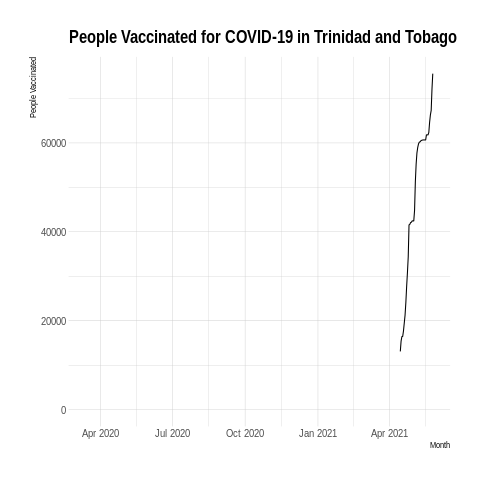 People Vaccinated for COVID-19 in Trinidad and Tobago
People Vaccinated
60000
40000
20000
0
Apr 2020 Jul 2020 Oct 2020 Jan 2021 Apr 2021
Month